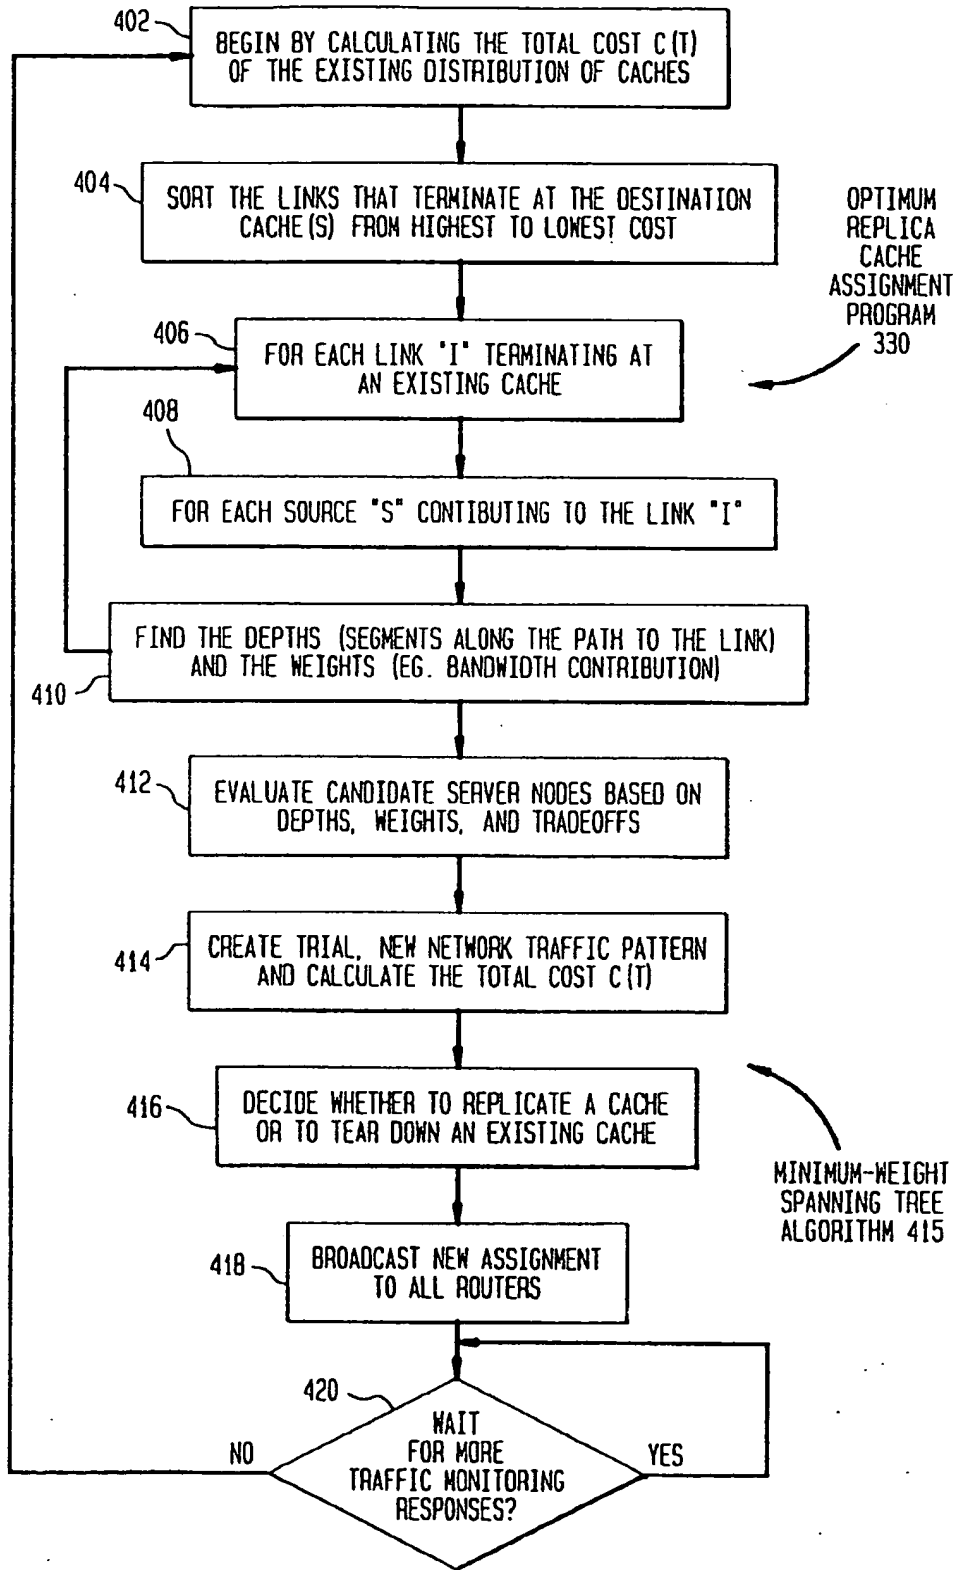 402
BEGIN BY CALCULATING THE TOTAL COST C(T)
OF THE EXISTING DISTRIBUTION OF CACHES
404
SORT THE LINKS THAT TERMINATE AT THE DESTINATION
CACHE(S) FROM HIGHEST TO LOWEST COST
OPTIMUM
REPLICA
CACHE
ASSIGNMENT
PROGRAM
330
406
FOR EACH LINK "I" TERMINATING AT
AN EXISTING CACHE
408
FOR EACH SOURCE "S" CONTIBUTING TO THE LINK "I"
FIND THE DEPTHS (SEGMENTS ALONG THE PATH TO THE LINK)
AND THE WEIGHTS (EG. BANDWIDTH CONTRIBUTION)
410
412
EVALUATE CANDIDATE SERVER NODES BASED ON
DEPTHS, WEIGHTS, AND TRADEOFFS
414
CREATE TRIAL, NEW NETWORK TRAFFIC PATTERN
AND CALCULATE THE TOTAL COST C(T)
416
DECIDE WHETHER TO REPLICATE A CACHE
OR TO TEAR DOWN AN EXISTING CACHE
MINIMUM-WEIGHT
SPANNING TREE
ALGORITHM 415
418
BROADCAST NEW ASSIGNMENT
TO ALL ROUTERS
420
WAIT
FOR MORE
TRAFFIC MONITORING
RESPONSES?
NO
YES